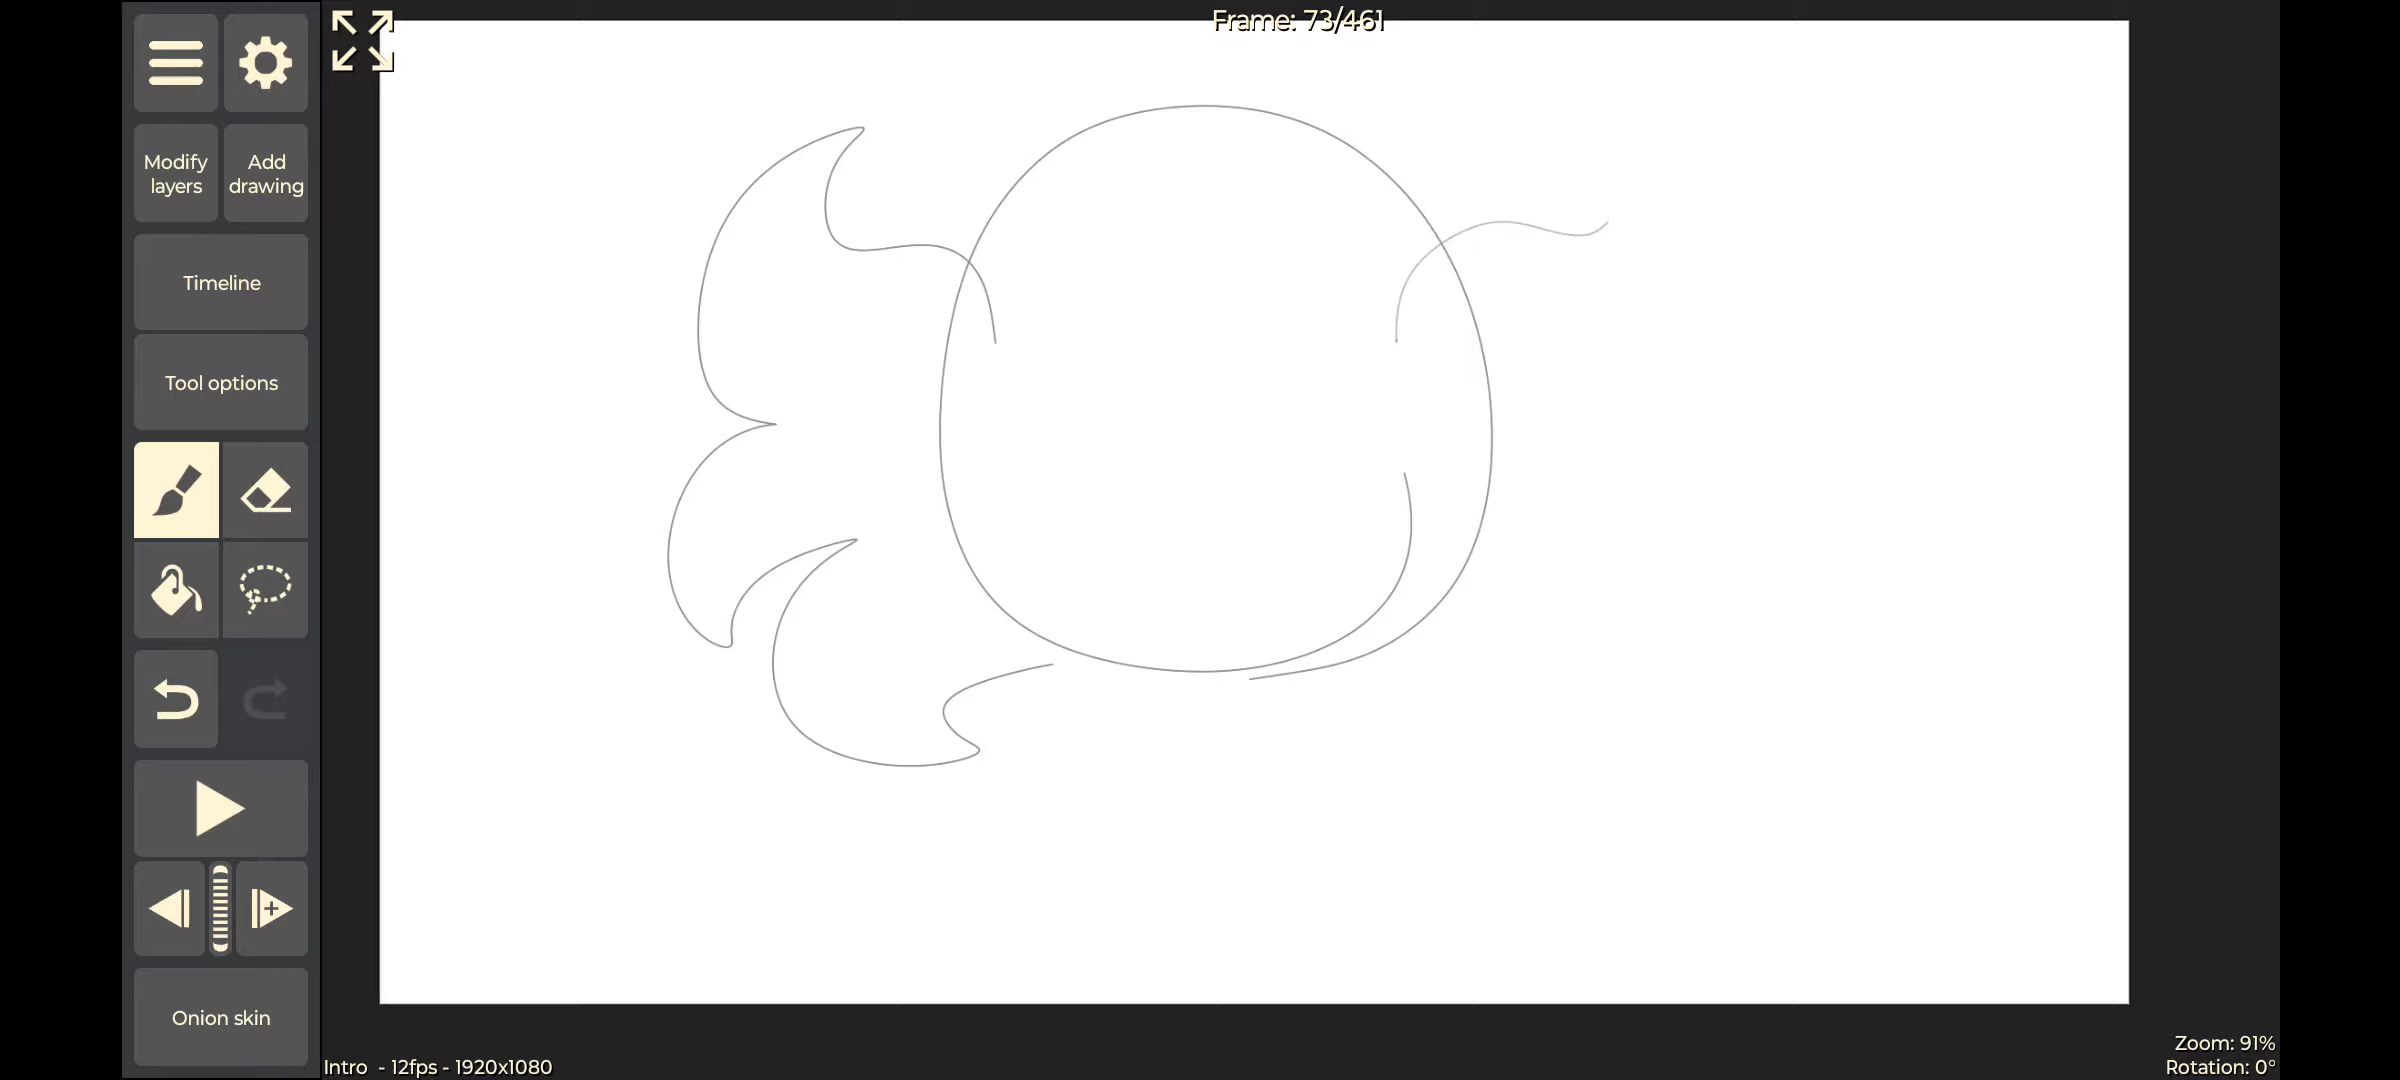 Frame: 73/461
Modify
layers
Add
drawing
Timeline
Tool options
Onion skin
Intro - 12fps - 1920x1080
Zoom: 91%
Rotation: 0°